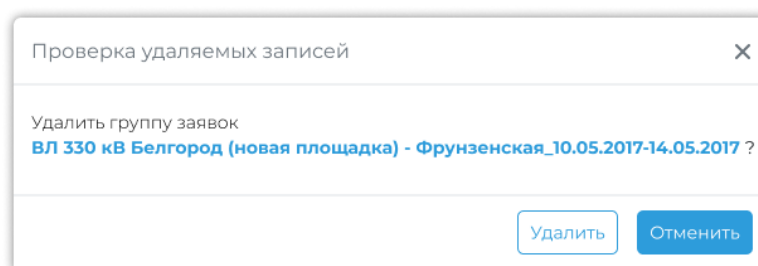 Проверка удаляемых записей
Удалить группу заявок
ВЛ 330 кВ Белгород (новая площадка) - Фрунзенская_10.05.2017-14.05.2017 ?
Удалить
Отменить